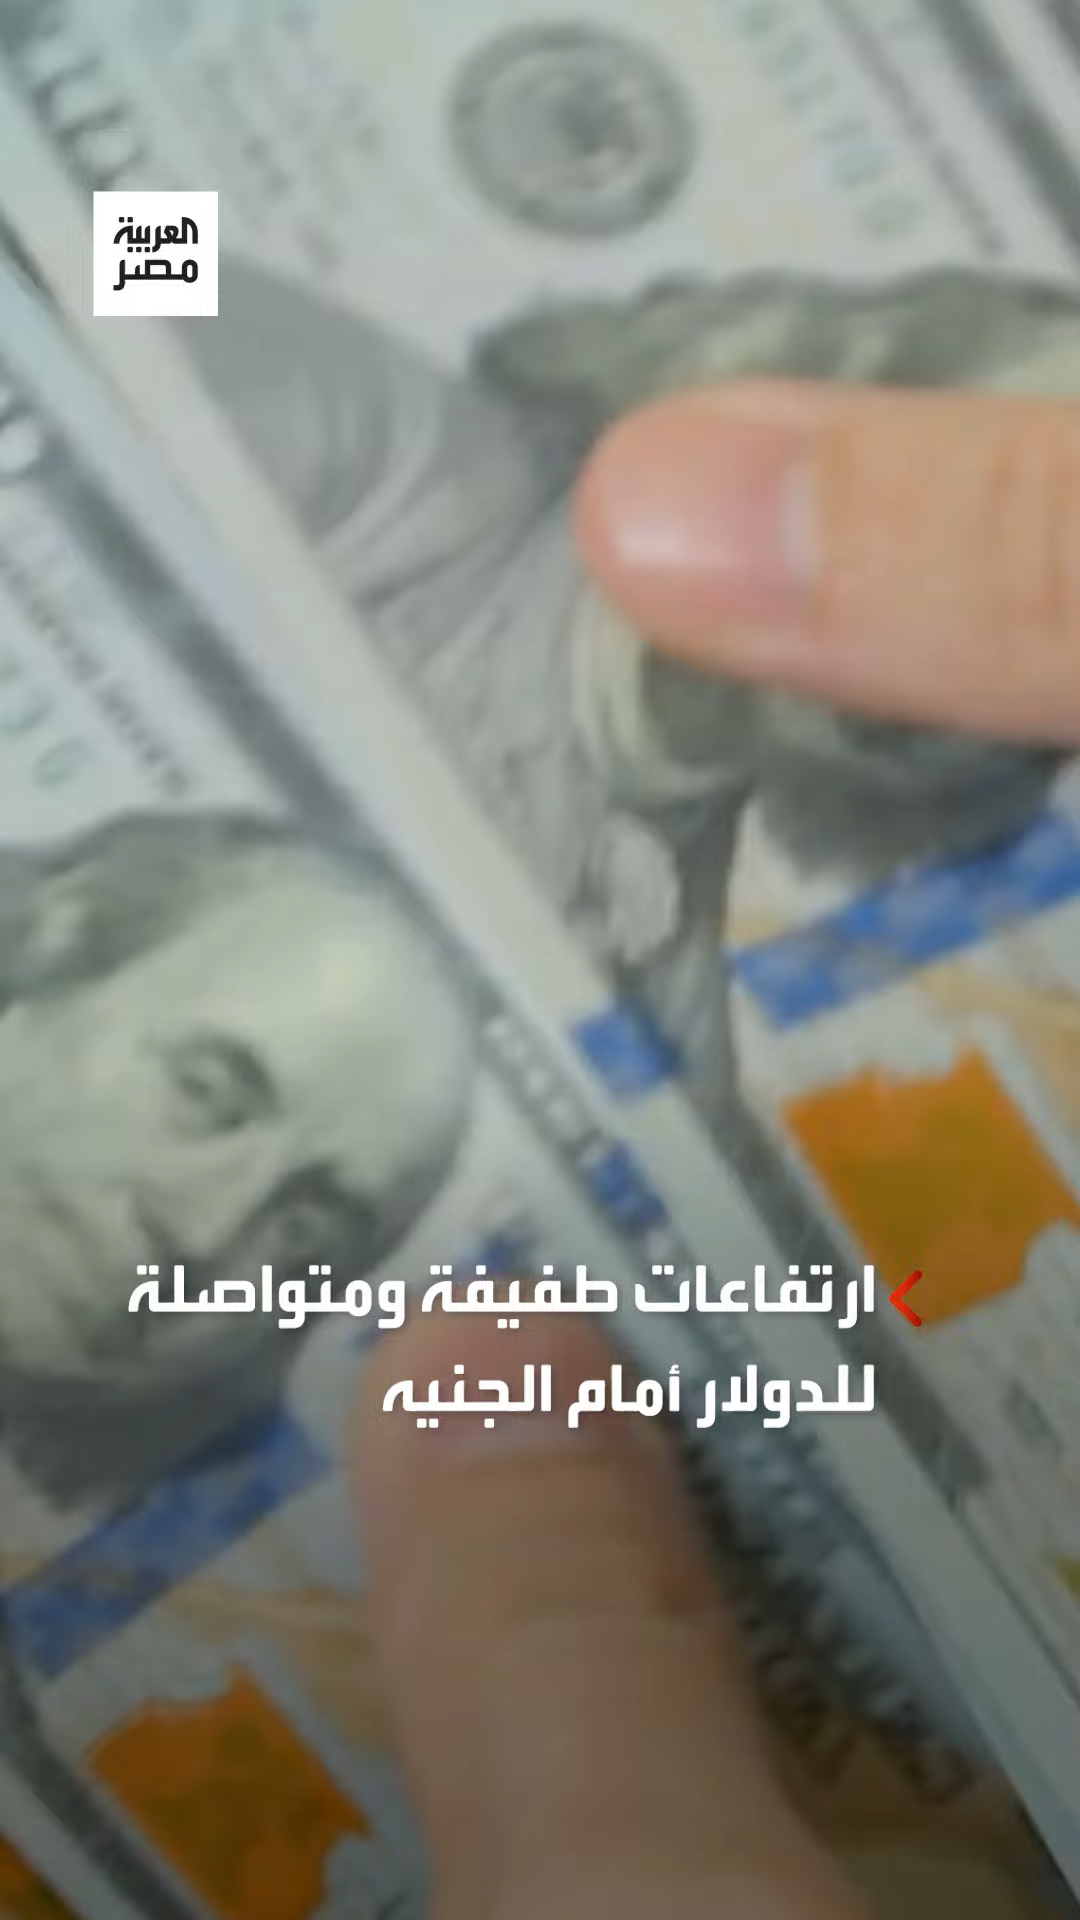 العربية
مصر
ارتفاعات طفيفة ومتواصلة
للدولار أمام الجنيه